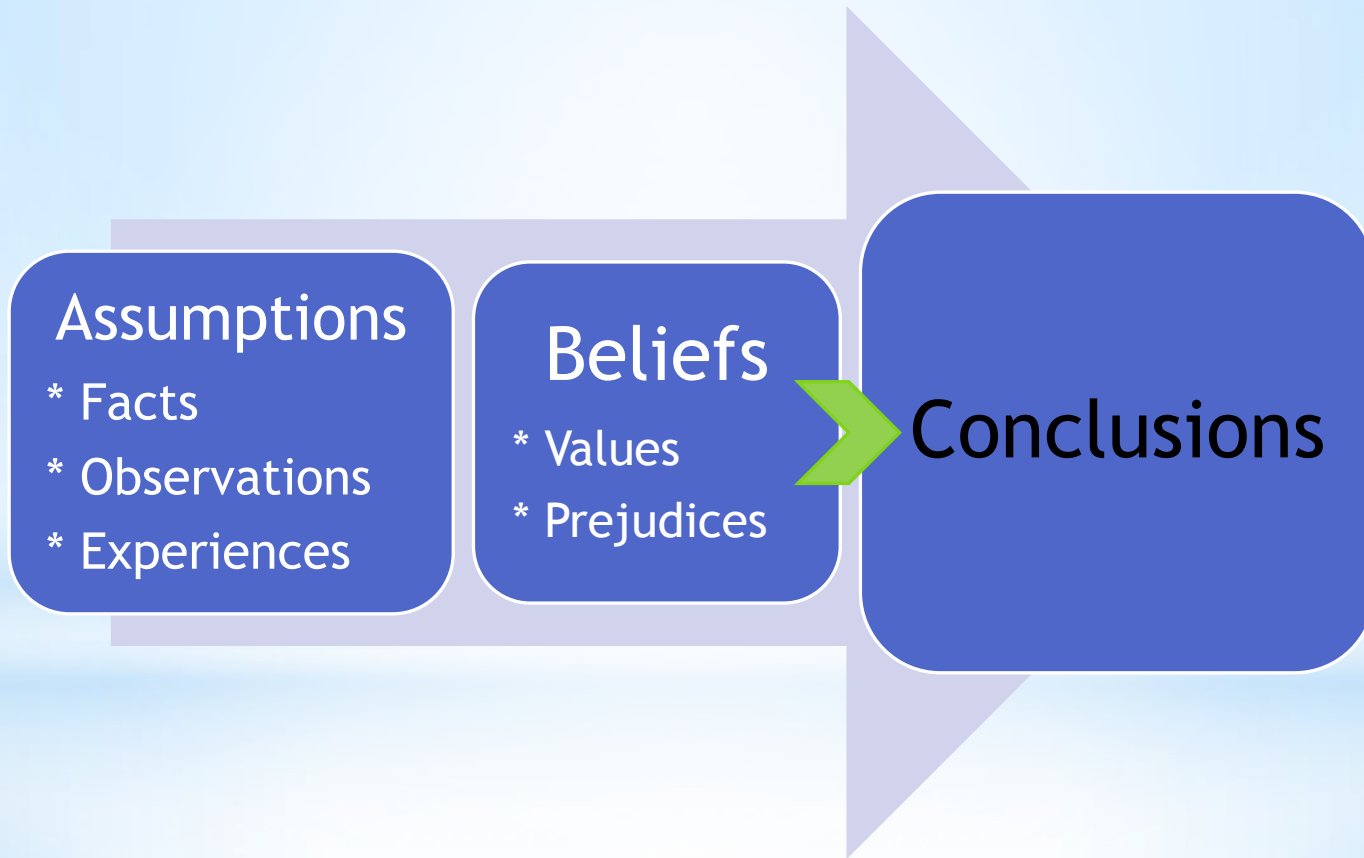 Assumptions
* Facts
* Observations
* Experiences
Beliefs
* Values
* Prejudices
Conclusions